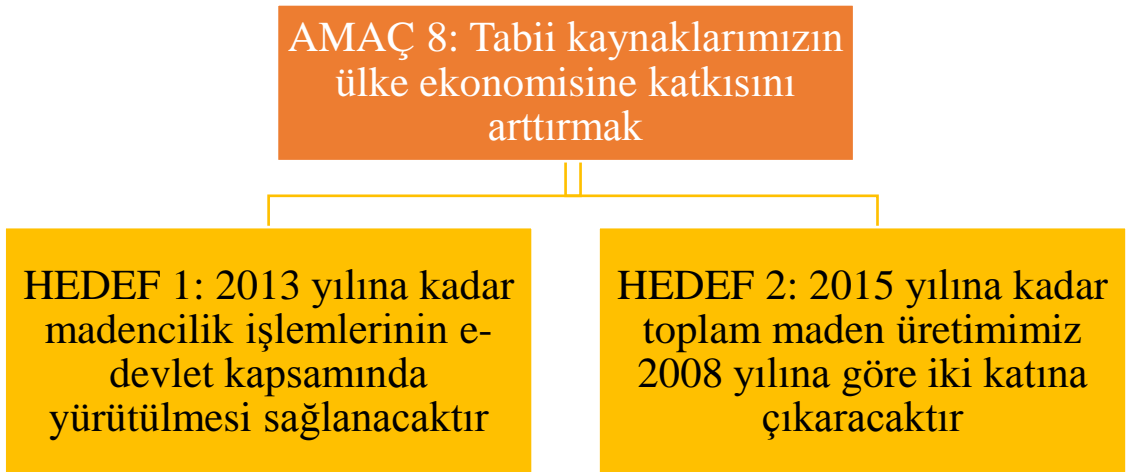 AMAÇ 8: Tabii kaynaklarımızın
ülke ekonomisine katkısını
arttırmak
HEDEF 1: 2013 yılına kadar
madencilik işlemlerinin e-
devlet kapsamında
yürütülmesi sağlanacaktır
HEDEF 2: 2015 yılına kadar
toplam maden üretimimiz
2008 yılına göre iki katına
çıkaracaktır